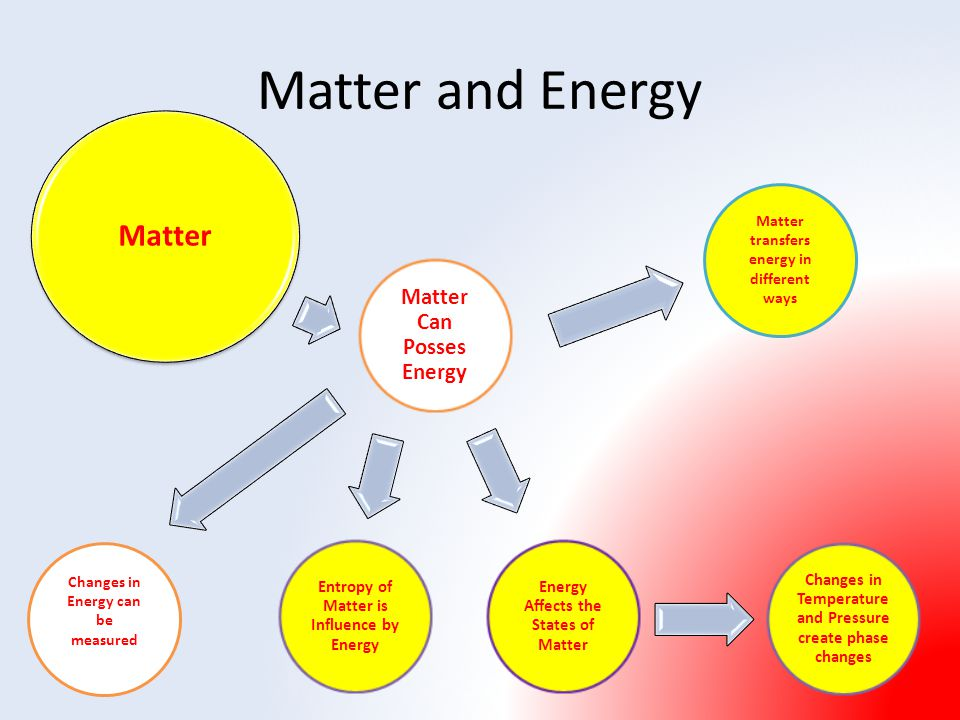 Matter and Energy
Matter
Matter
transfers
energy in
different
ways
Matter
Can
Posses
Energy
Changes in
Energy can
be
measured
Entropy of
Matter is
Influence by
Energy
Energy
Affects the
States of
Matter
Changes in
Temperature
and Pressure
create phase
changes